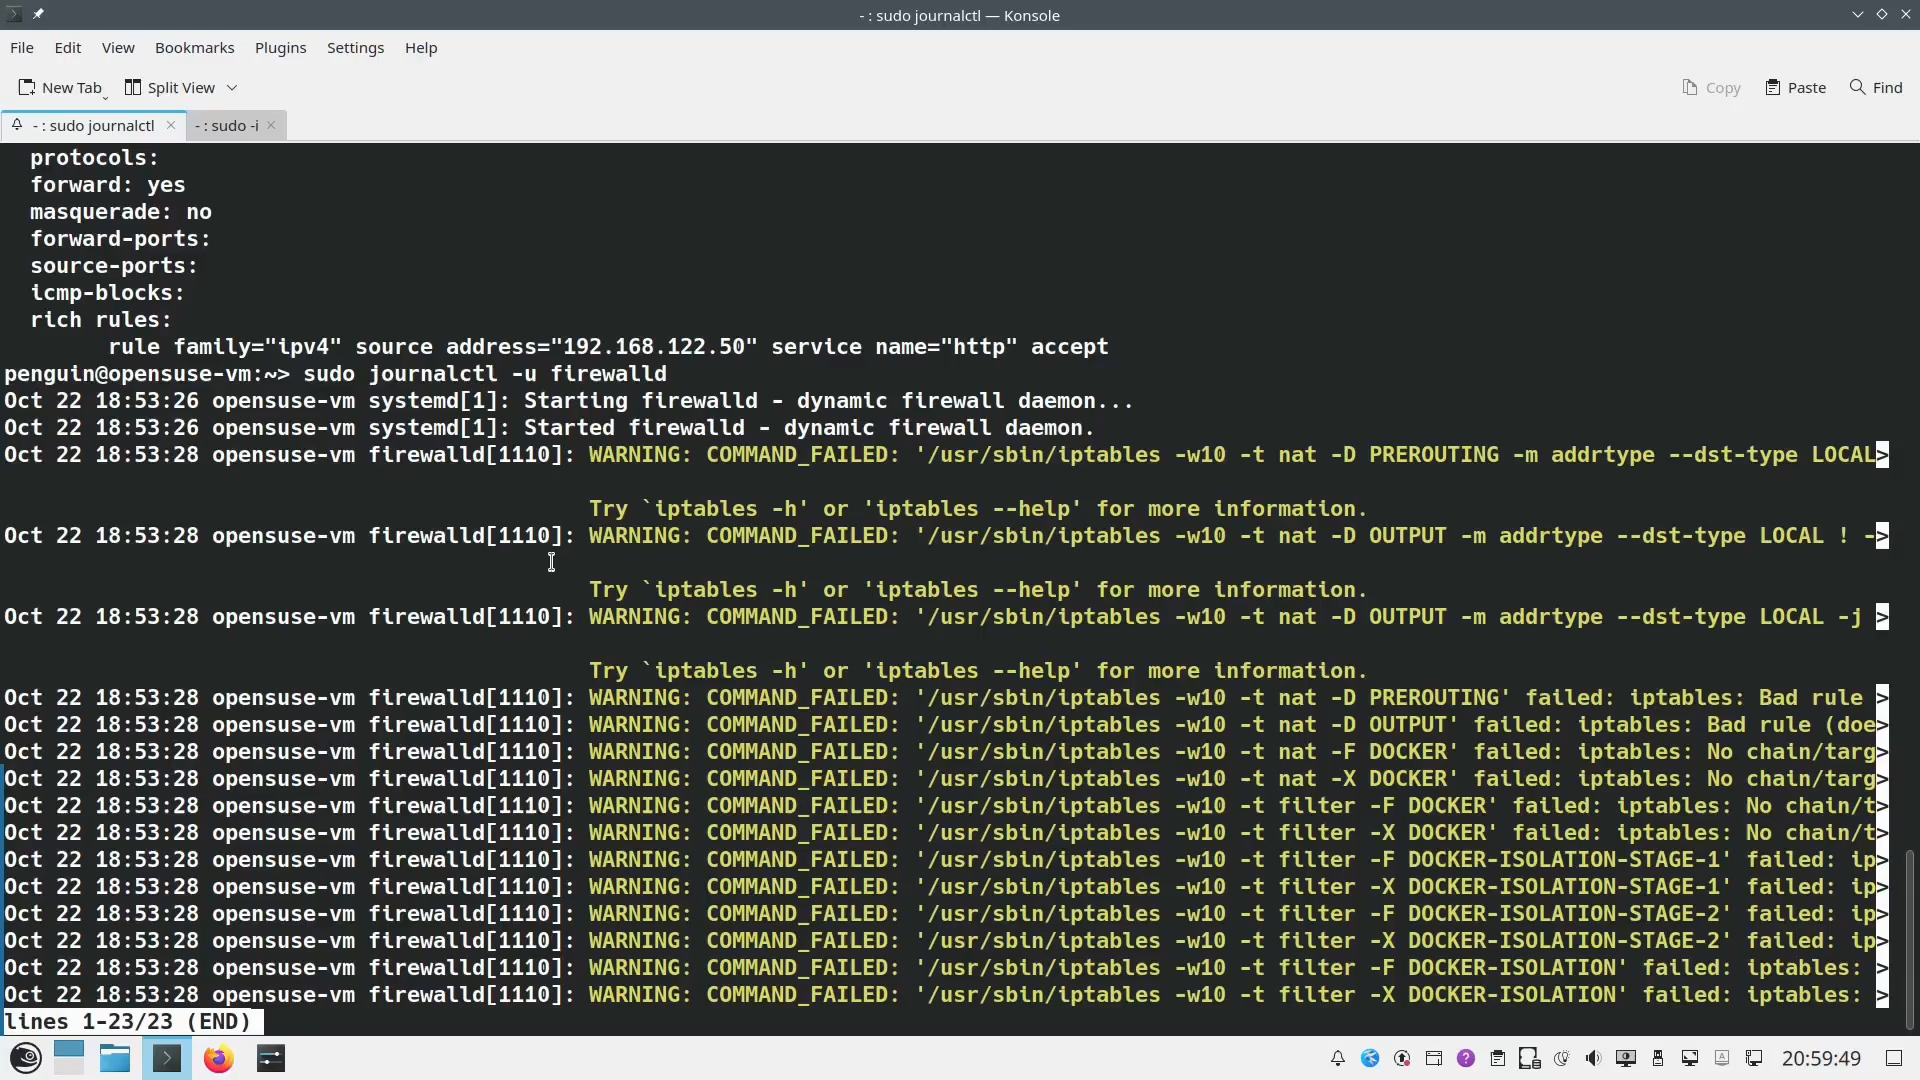 - : sudo journalctl — Konsole
File Edit View Bookmarks Plugins Settings Help
New Tab Split View Copy Paste Find
- : sudo journalctl - : sudo -i
protocols:
forward: yes
masquerade: no
forward-ports:
source-ports:
icmp-blocks:
rich rules:
rule family="ipv4" source address="192.168.122.50" service name="http" accept
penguin@opensuse-vm:~> sudo journalctl -u firewalld
Oct 22 18:53:26 opensuse-vm systemd[1]: Starting firewalld - dynamic firewall daemon...
Oct 22 18:53:26 opensuse-vm systemd[1]: Started firewalld - dynamic firewall daemon.
Oct 22 18:53:28 opensuse-vm firewalld[1110]: WARNING: COMMAND_FAILED: '/usr/sbin/iptables -w10 -t nat -D PREROUTING -m addrtype --dst-type LOCAL>
Try `iptables -h' or 'iptables --help' for more information.
Oct 22 18:53:28 opensuse-vm firewalld[1110]: WARNING: COMMAND_FAILED: '/usr/sbin/iptables -w10 -t nat -D OUTPUT -m addrtype --dst-type LOCAL ! ->
Try `iptables -h' or 'iptables --help' for more information.
Oct 22 18:53:28 opensuse-vm firewalld[1110]: WARNING: COMMAND_FAILED: '/usr/sbin/iptables -w10 -t nat -D OUTPUT -m addrtype --dst-type LOCAL -j >
Try `iptables -h' or 'iptables --help' for more information.
Oct 22 18:53:28 opensuse-vm firewalld[1110]: WARNING: COMMAND_FAILED: '/usr/sbin/iptables -w10 -t nat -D PREROUTING' failed: iptables: Bad rule >
Oct 22 18:53:28 opensuse-vm firewalld[1110]: WARNING: COMMAND_FAILED: '/usr/sbin/iptables -w10 -t nat -D OUTPUT' failed: iptables: Bad rule (doe>
Oct 22 18:53:28 opensuse-vm firewalld[1110]: WARNING: COMMAND_FAILED: '/usr/sbin/iptables -w10 -t nat -F DOCKER' failed: iptables: No chain/targ>
Oct 22 18:53:28 opensuse-vm firewalld[1110]: WARNING: COMMAND_FAILED: '/usr/sbin/iptables -w10 -t nat -X DOCKER' failed: iptables: No chain/targ>
Oct 22 18:53:28 opensuse-vm firewalld[1110]: WARNING: COMMAND_FAILED: '/usr/sbin/iptables -w10 -t filter -F DOCKER' failed: iptables: No chain/t>
Oct 22 18:53:28 opensuse-vm firewalld[1110]: WARNING: COMMAND_FAILED: '/usr/sbin/iptables -w10 -t filter -X DOCKER' failed: iptables: No chain/t>
Oct 22 18:53:28 opensuse-vm firewalld[1110]: WARNING: COMMAND_FAILED: '/usr/sbin/iptables -w10 -t filter -F DOCKER-ISOLATION-STAGE-1' failed: ip>
Oct 22 18:53:28 opensuse-vm firewalld[1110]: WARNING: COMMAND_FAILED: '/usr/sbin/iptables -w10 -t filter -X DOCKER-ISOLATION-STAGE-1' failed: ip>
Oct 22 18:53:28 opensuse-vm firewalld[1110]: WARNING: COMMAND_FAILED: '/usr/sbin/iptables -w10 -t filter -F DOCKER-ISOLATION-STAGE-2' failed: ip>
Oct 22 18:53:28 opensuse-vm firewalld[1110]: WARNING: COMMAND_FAILED: '/usr/sbin/iptables -w10 -t filter -X DOCKER-ISOLATION-STAGE-2' failed: ip>
Oct 22 18:53:28 opensuse-vm firewalld[1110]: WARNING: COMMAND_FAILED: '/usr/sbin/iptables -w10 -t filter -F DOCKER-ISOLATION' failed: iptables: >
Oct 22 18:53:28 opensuse-vm firewalld[1110]: WARNING: COMMAND_FAILED: '/usr/sbin/iptables -w10 -t filter -X DOCKER-ISOLATION' failed: iptables: >
lines 1-23/23 (END)
20:59:49